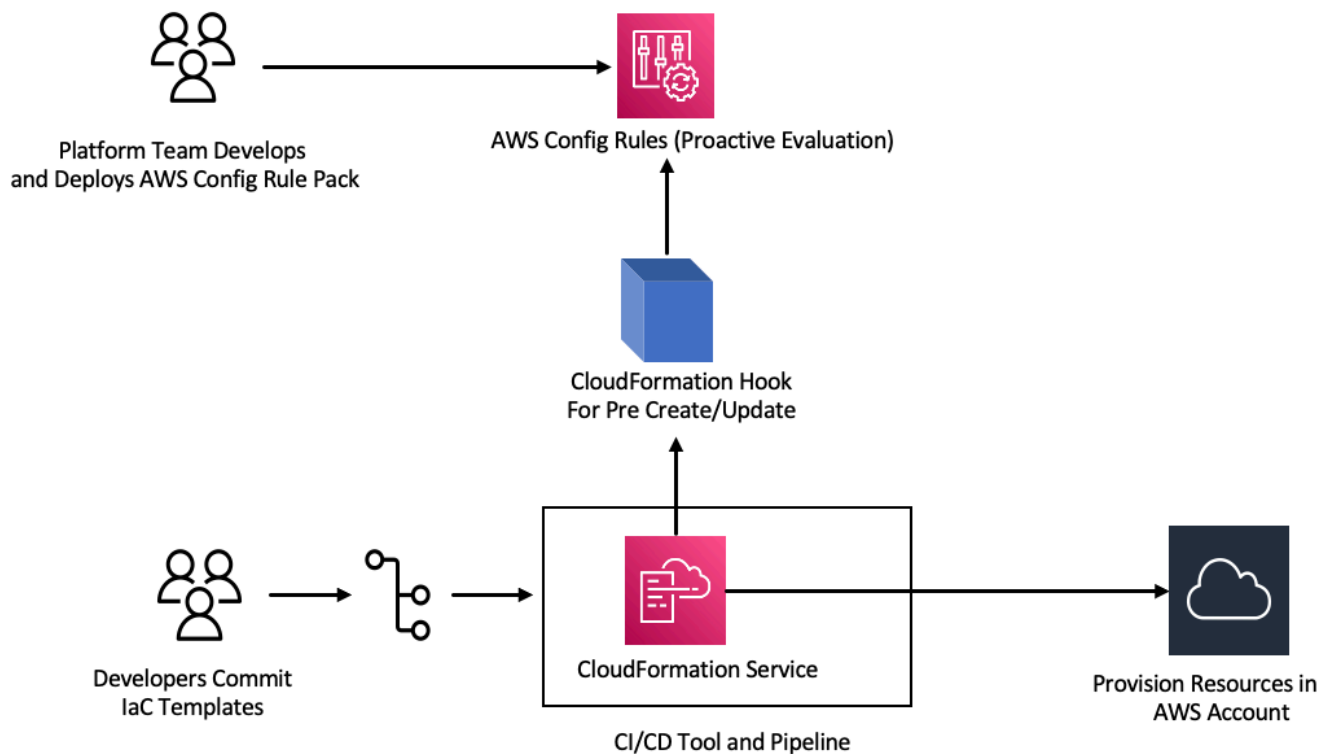 Platform Team Develops
and Deploys AWS Config Rule Pack
AWS Config Rules (Proactive Evaluation)
CloudFormation Hook
For Pre Create/Update
Developers Commit
IaC Templates
CloudFormation Service
CI/CD Tool and Pipeline
Provision Resources in
AWS Account